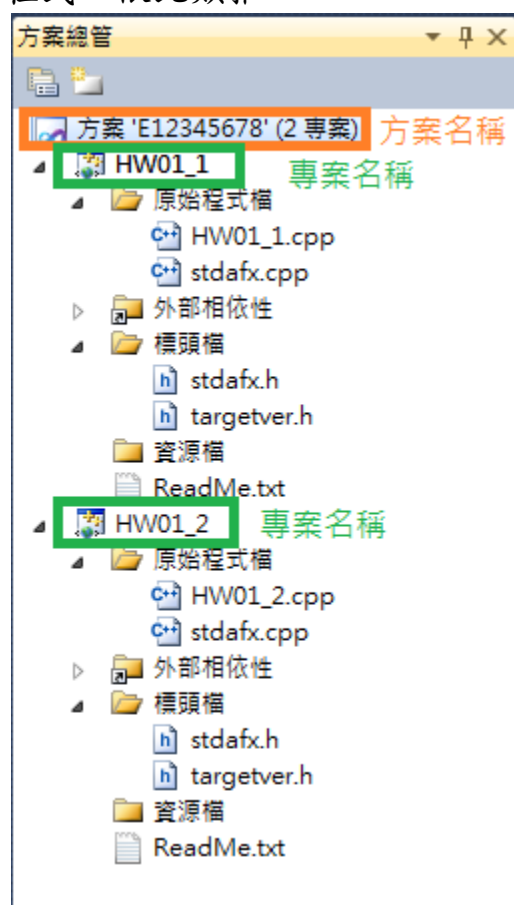 方案總管
方案 'E12345678' (2 專案) 方案名稱
HW01_1 專案名稱
原始程式檔
HW01_1.cpp
stdafx.cpp
外部相依性
標頭檔
stdafx.h
targetver.h
資源檔
ReadMe.txt
HW01_2 專案名稱
原始程式檔
HW01_2.cpp
stdafx.cpp
外部相依性
標頭檔
stdafx.h
targetver.h
資源檔
ReadMe.txt